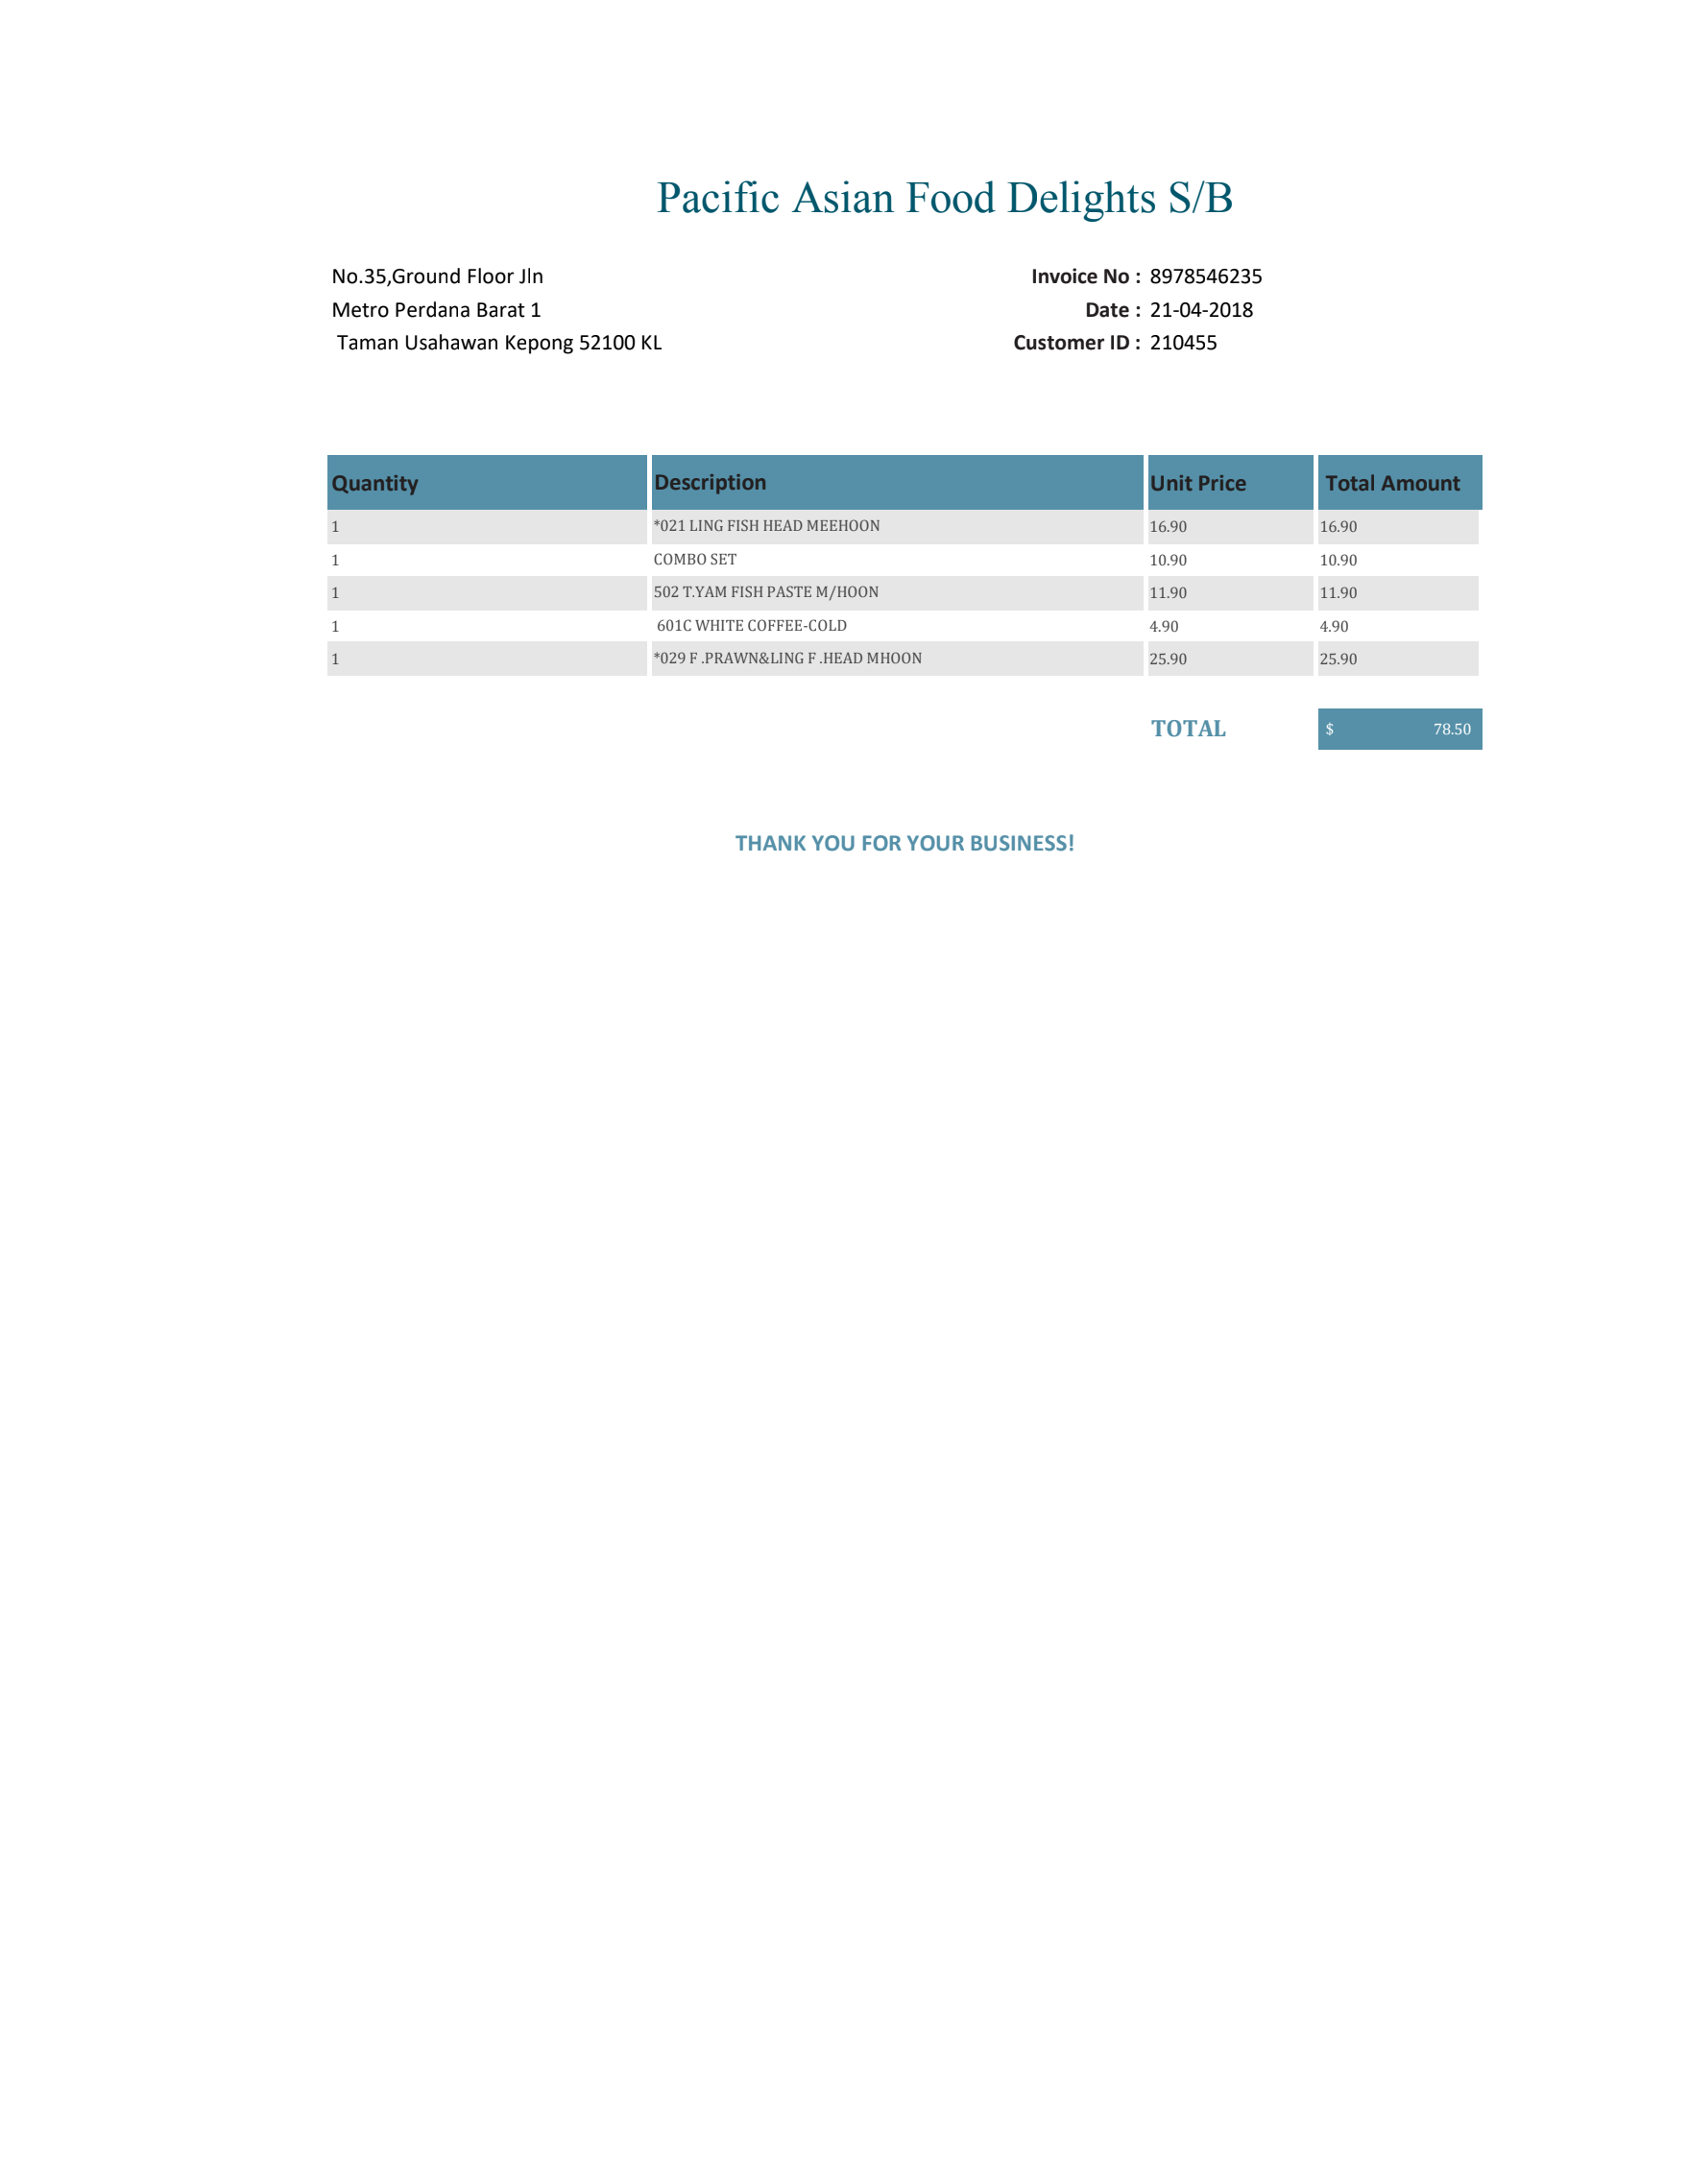 Pacific Asian Food Delights S/B
No.35,Ground Floor Jln Invoice No : 8978546235
Metro Perdana Barat 1 Date : 21-04-2018
Taman Usahawan Kepong 52100 KL Customer ID : 210455
Quantity Description Unit Price Total Amount
1 *021 LING FISH HEAD MEEHOON 16.90 16.90
1 COMBO SET 10.90 10.90
1 502 T.YAM FISH PASTE M/HOON 11.90 11.90
1 601C WHITE COFFEE-COLD 4.90 4.90
1 *029 F .PRAWN&LING F .HEAD MHOON 25.90 25.90
TOTAL $ 78.50
THANK YOU FOR YOUR BUSINESS!